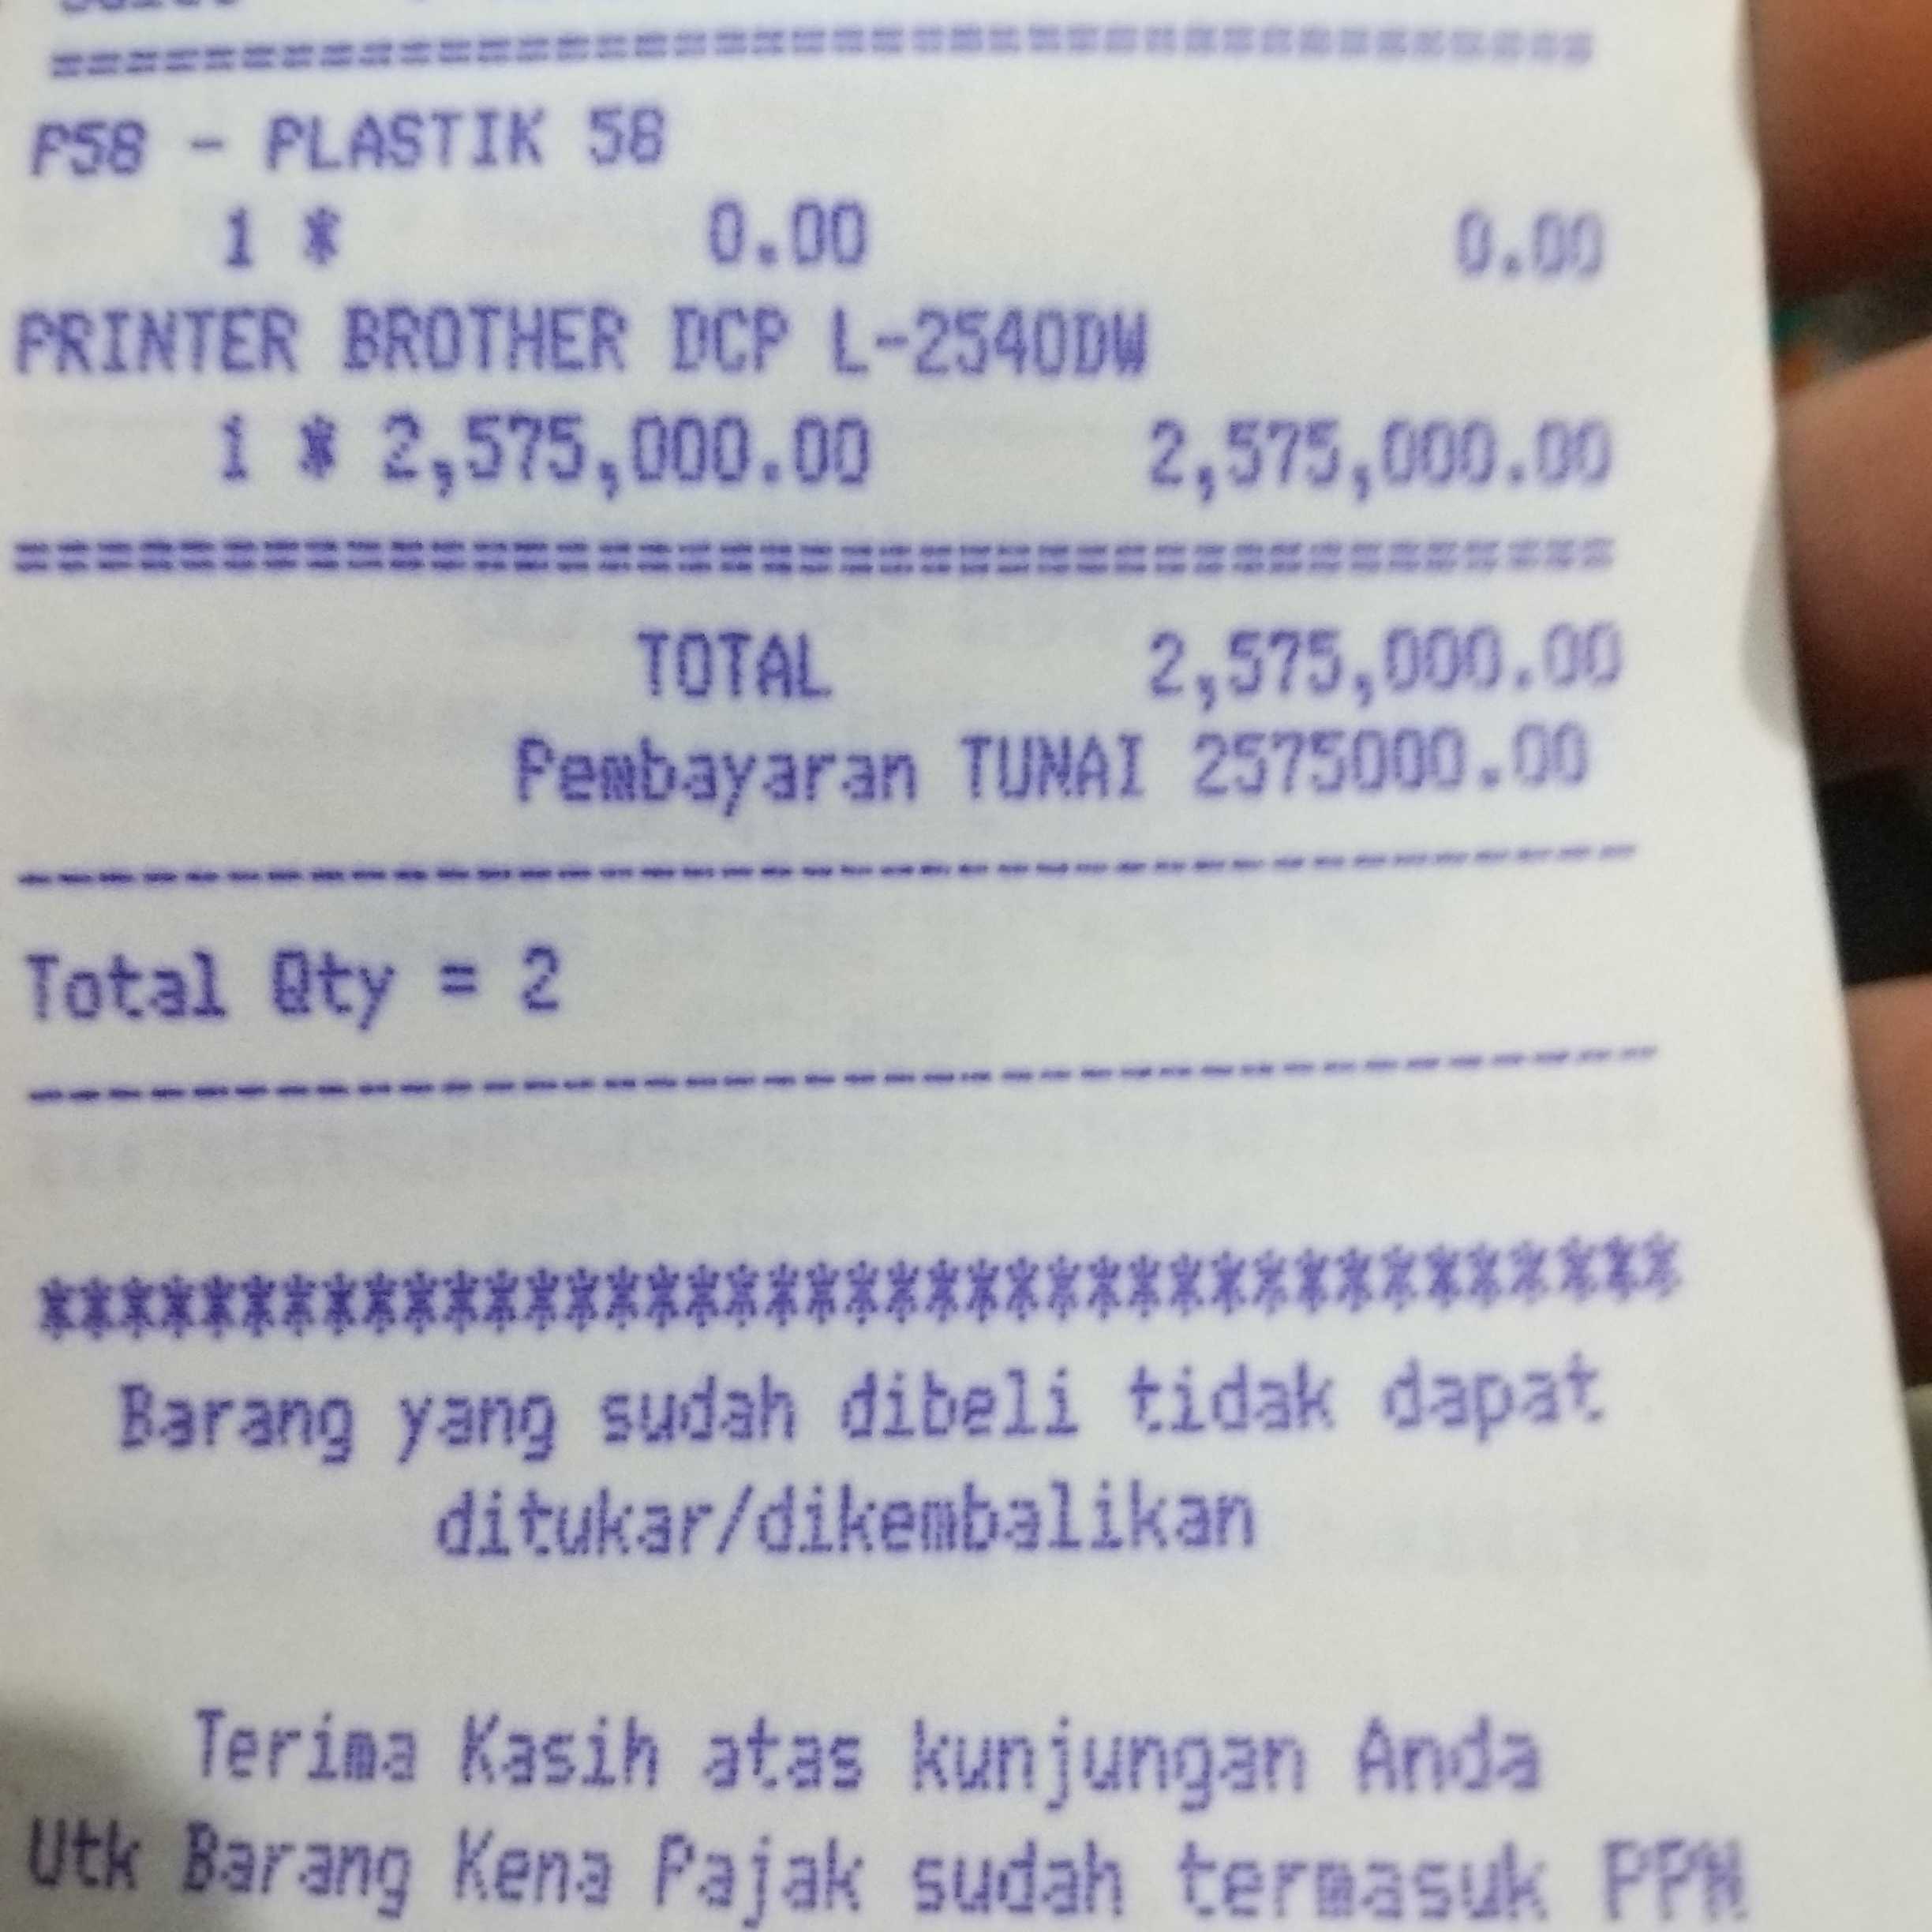 ========================================
P58 - PLASTIK 58
1 * 0.00 0.00
PRINTER BROTHER DCP L-2540DW
1 * 2,575,000.00 2,575,000.00
========================================
TOTAL 2,575,000.00
Pembayaran TUNAI 2575000.00
----------------------------------------
Total Qty = 2
----------------------------------------
****************************************
Barang yang sudah dibeli tidak dapat
ditukar/dikembalikan
Terima Kasih atas kunjungan Anda
Utk Barang Kena Pajak sudah termasuk PPN